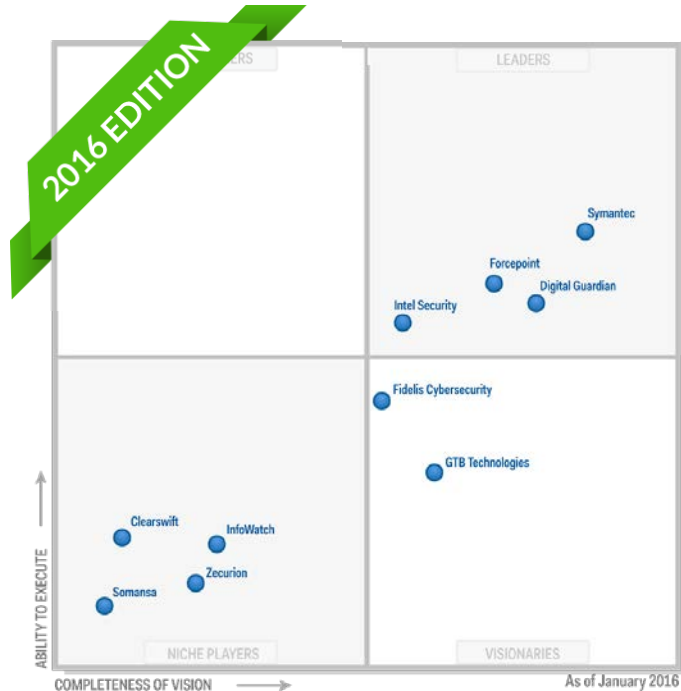 2016 EDITION
ERS
LEADERS
Symantec
Forcepoint
Digital Guardian
Intel Security
Fidelis Cybersecurity
GTB Technologies
Clearswift
InfoWatch
Zecurion
Somansa
ABILITY TO EXECUTE
NICHE PLAYERS
VISIONARIES
COMPLETENESS OF VISION
As of January 2016